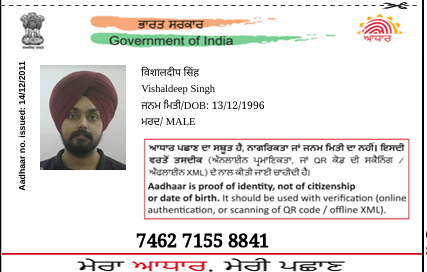 ਭਾਰਤ ਸਰਕਾਰ
Government of India
ਆਧਾਰ
Aadhaar no. issued: 14/12/2011
ਵਿਸ਼ਾਲਦੀਪ ਸਿੰਘ
Vishaldeep Singh
ਜਨਮ ਮਿਤੀ/DOB: 13/12/1996
ਮਰਦ/ MALE
ਆਧਾਰ ਪਛਾਣ ਦਾ ਸਬੂਤ ਹੈ, ਨਾਗਰਿਕਤਾ ਜਾਂ ਜਨਮ ਮਿਤੀ ਦਾ ਨਹੀਂ। ਇਸਦੀ
ਵਰਤੋਂ ਤਸਦੀਕ (ਔਨਲਾਈਨ ਪ੍ਰਮਾਣਿਕਤਾ, ਜਾਂ QR ਕੋਡ ਦੀ ਸਕੈਨਿੰਗ /
ਔਫਲਾਈਨ XML) ਦੇ ਨਾਲ ਕੀਤੀ ਜਾਣੀ ਚਾਹੀਦੀ ਹੈ।
Aadhaar is proof of identity, not of citizenship
or date of birth. It should be used with verification (online
authentication, or scanning of QR code / offline XML).
7462 7155 8841
ਮੇਰਾ ਆਧਾਰ, ਮੇਰੀ ਪਛਾਣ